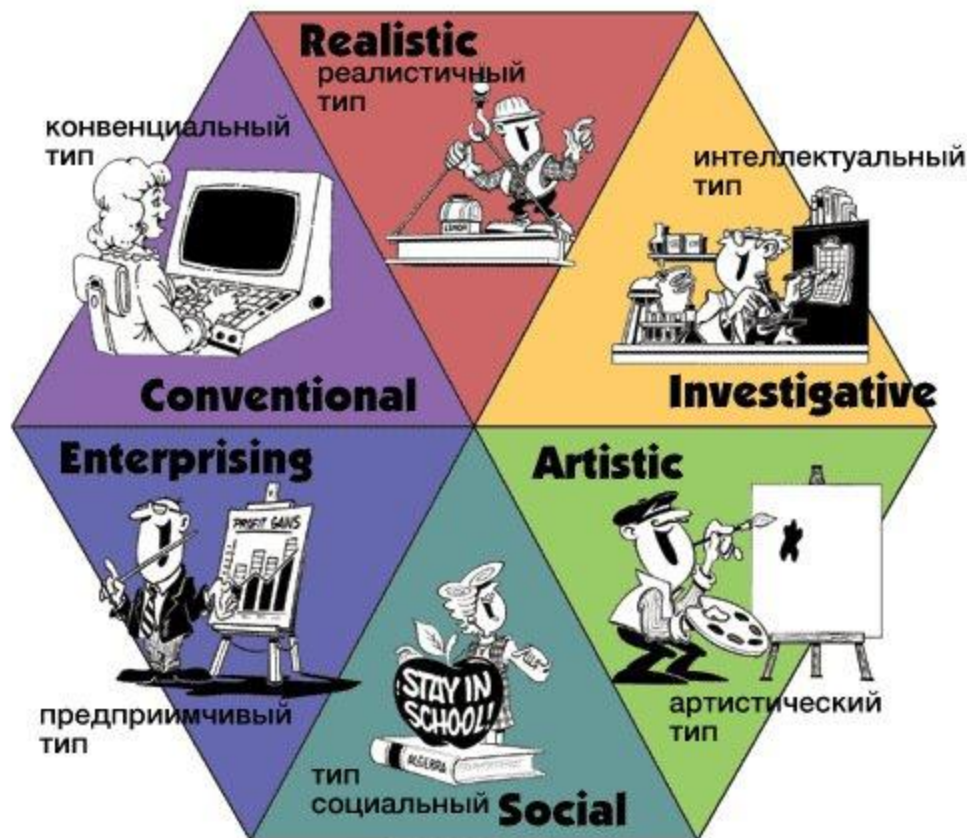 Realistic
реалистичный
тип
конвенциальный
тип
интеллектуальный
тип
Conventional
Investigative
Enterprising
Artistic
PROFIT GAINS
STAY IN
SCHOOL!
ALGEBRA
предприимчивый
тип
артистический
тип
тип
социальный
Social